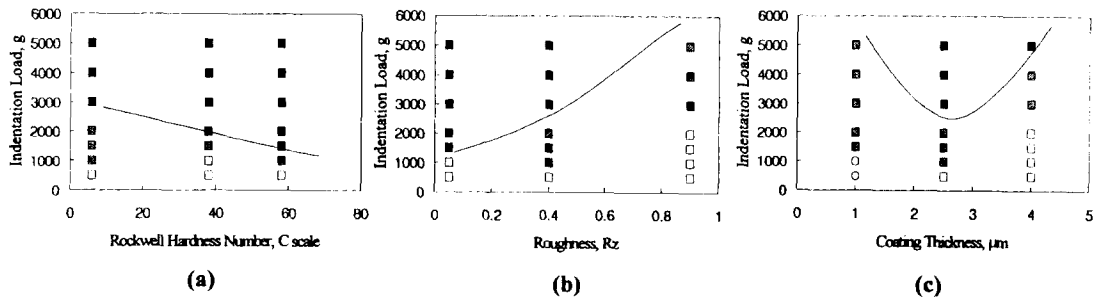 Indentation Load, g
6000
5000
4000
3000
2000
1000
0
0 20 40 60 80
Rockwell Hardness Number, C scale
(a)
Indentation Load, g
6000
5000
4000
3000
2000
1000
0
0 0.2 0.4 0.6 0.8 1
Roughness, Rz
(b)
Indentation Load, g
6000
5000
4000
3000
2000
1000
0
0 1 2 3 4 5
Coating Thickness, μm
(c)